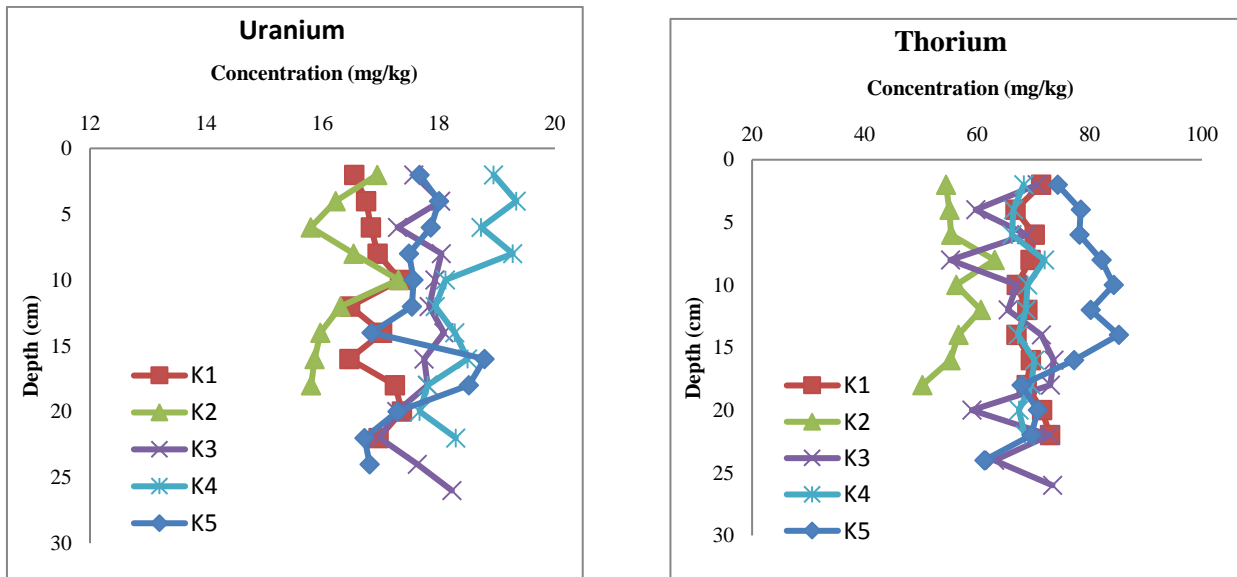 Uranium
Concentration (mg/kg)
12 14 16 18 20
0
5
10
15
20
25
30
Depth (cm)
K1
K2
K3
K4
K5
Thorium
Concentration (mg/kg)
20 40 60 80 100
0
5
10
15
20
25
30
Depth (cm)
K1
K2
K3
K4
K5